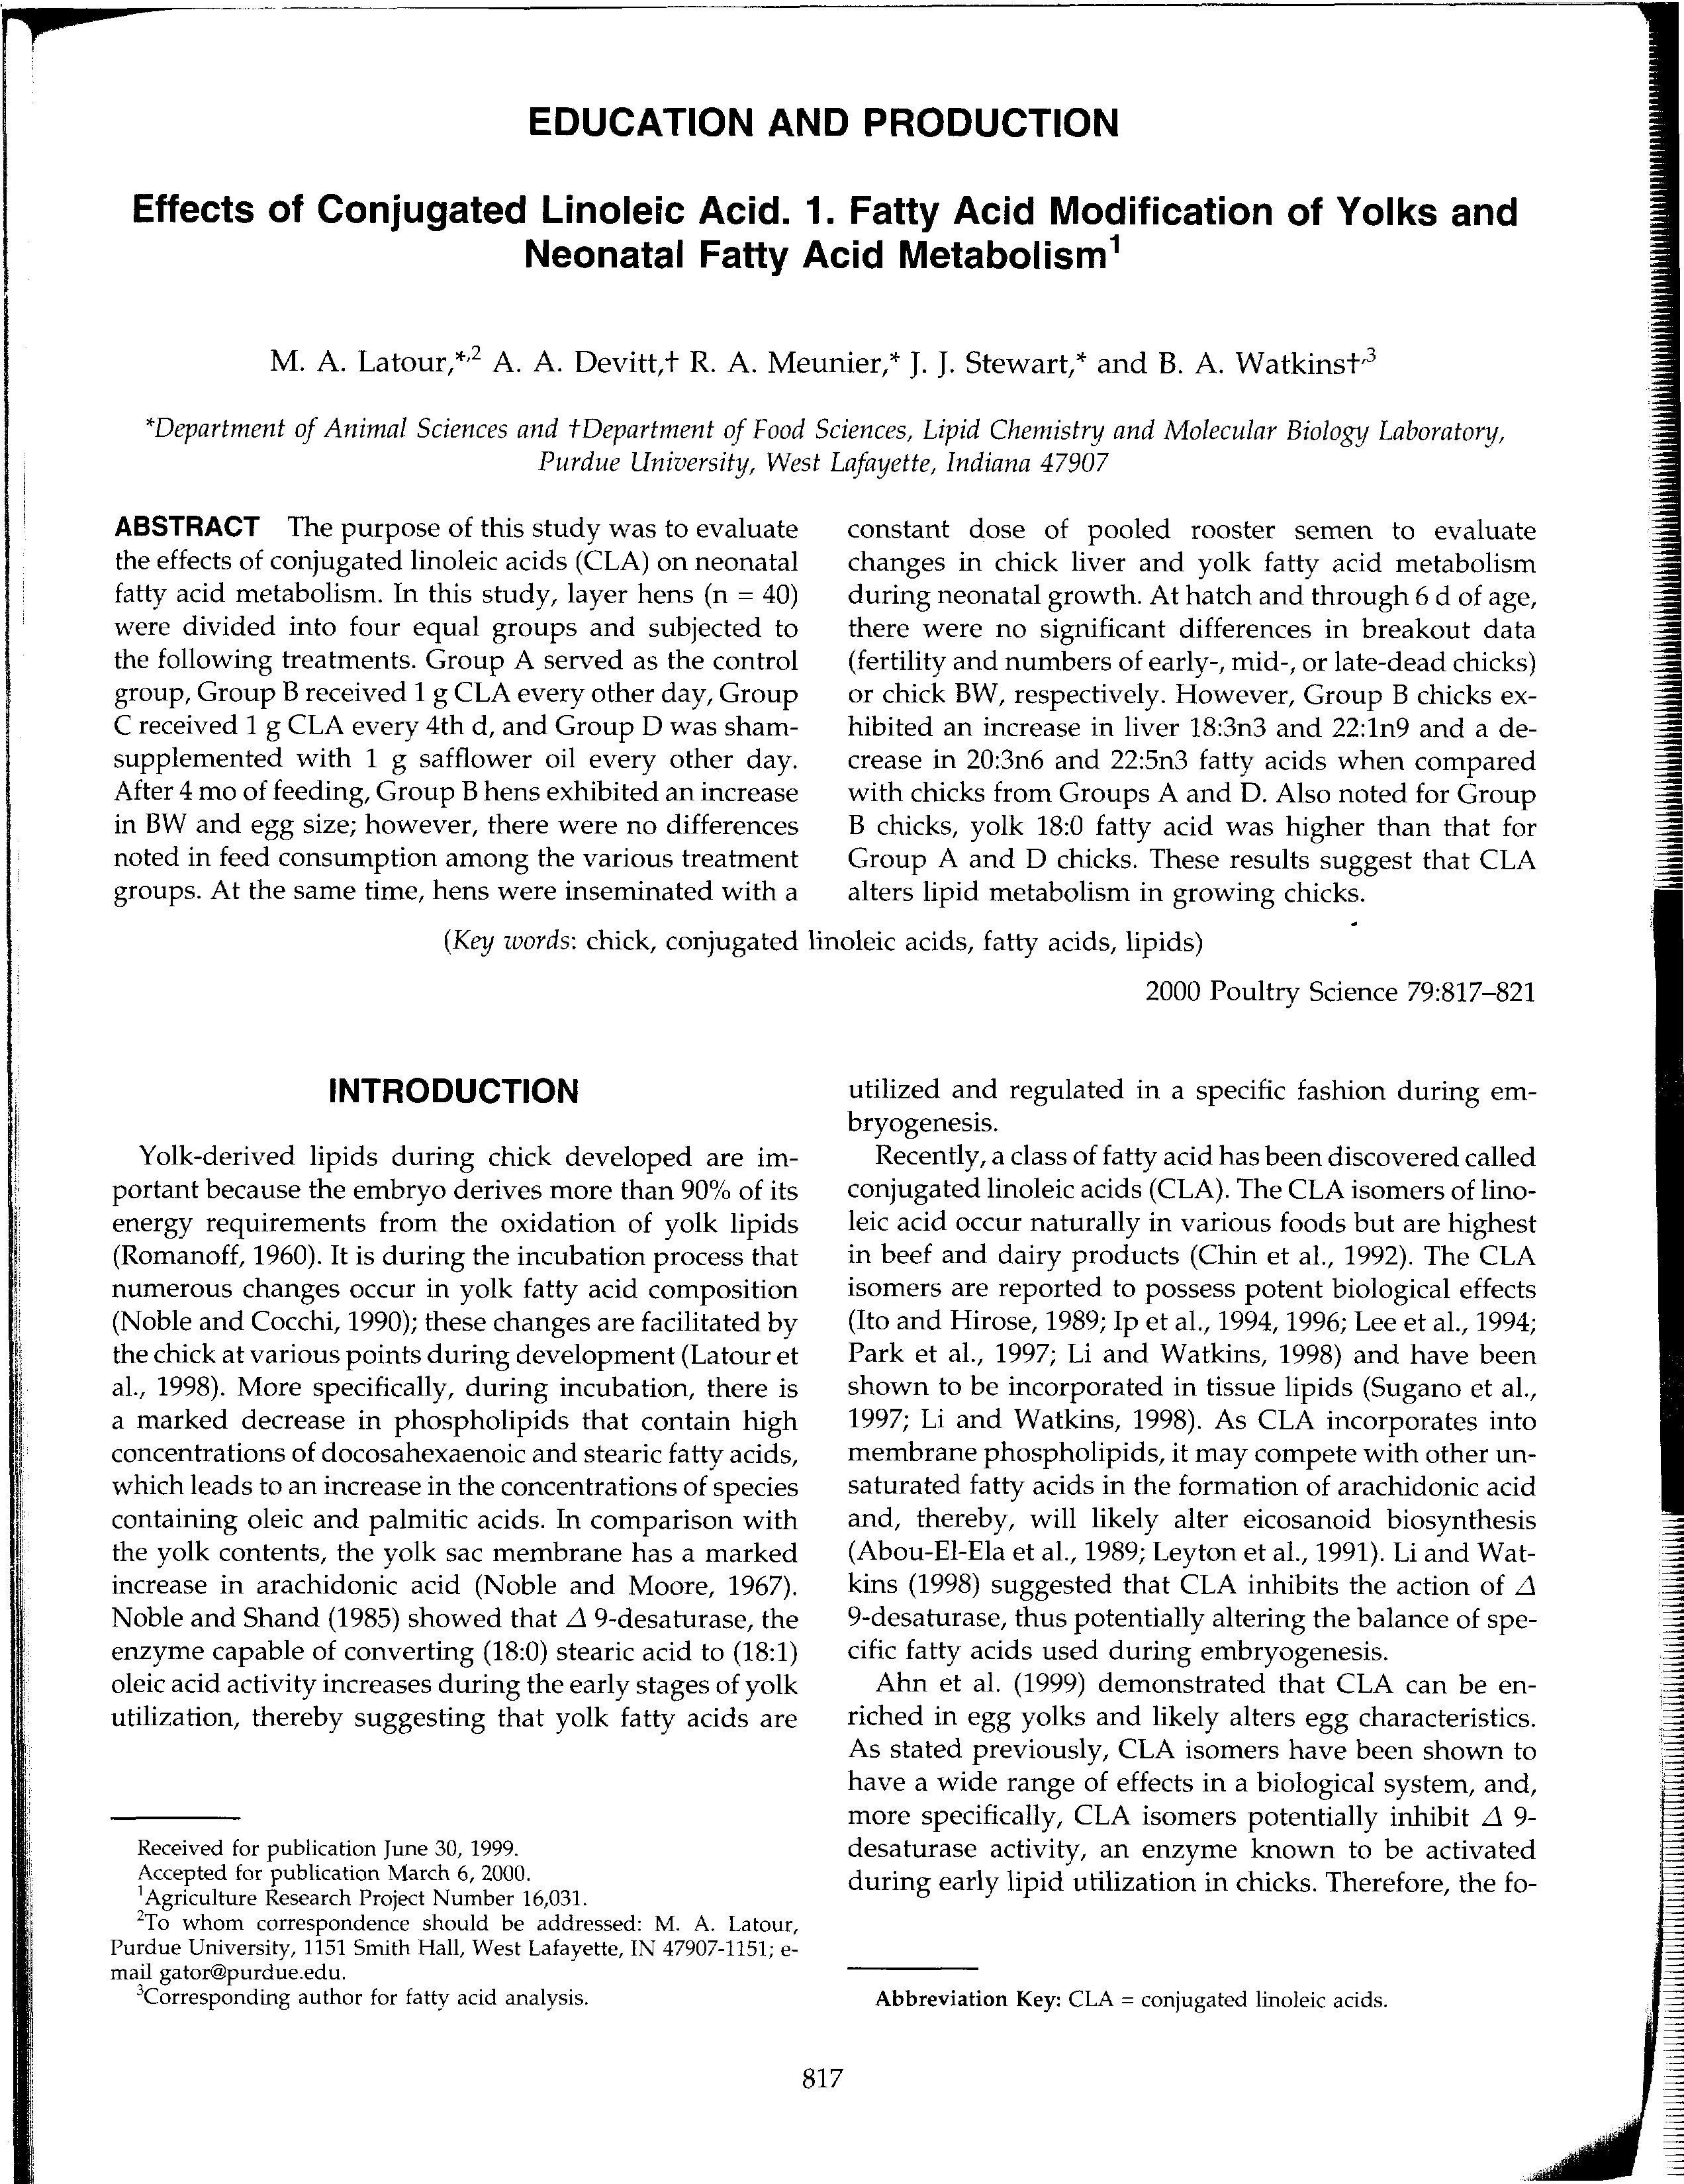 EDUCATION AND PRODUCTION
Effects of Conjugated Linoleic Acid. 1. Fatty Acid Modification of Yolks and
Neonatal Fatty Acid Metabolism¹
M. A. Latour,*,² A. A. Devitt,† R. A. Meunier,* J. J. Stewart,* and B. A. Watkins†,³
*Department of Animal Sciences and †Department of Food Sciences, Lipid Chemistry and Molecular Biology Laboratory,
Purdue University, West Lafayette, Indiana 47907
ABSTRACT The purpose of this study was to evaluate
the effects of conjugated linoleic acids (CLA) on neonatal
fatty acid metabolism. In this study, layer hens (n = 40)
were divided into four equal groups and subjected to
the following treatments. Group A served as the control
group, Group B received 1 g CLA every other day, Group
C received 1 g CLA every 4th d, and Group D was sham-
supplemented with 1 g safflower oil every other day.
After 4 mo of feeding, Group B hens exhibited an increase
in BW and egg size; however, there were no differences
noted in feed consumption among the various treatment
groups. At the same time, hens were inseminated with a
constant dose of pooled rooster semen to evaluate
changes in chick liver and yolk fatty acid metabolism
during neonatal growth. At hatch and through 6 d of age,
there were no significant differences in breakout data
(fertility and numbers of early-, mid-, or late-dead chicks)
or chick BW, respectively. However, Group B chicks ex-
hibited an increase in liver 18:3n3 and 22:1n9 and a de-
crease in 20:3n6 and 22:5n3 fatty acids when compared
with chicks from Groups A and D. Also noted for Group
B chicks, yolk 18:0 fatty acid was higher than that for
Group A and D chicks. These results suggest that CLA
alters lipid metabolism in growing chicks.
(Key words: chick, conjugated linoleic acids, fatty acids, lipids)
2000 Poultry Science 79:817–821
INTRODUCTION
Yolk-derived lipids during chick developed are im-
portant because the embryo derives more than 90% of its
energy requirements from the oxidation of yolk lipids
(Romanoff, 1960). It is during the incubation process that
numerous changes occur in yolk fatty acid composition
(Noble and Cocchi, 1990); these changes are facilitated by
the chick at various points during development (Latour et
al., 1998). More specifically, during incubation, there is
a marked decrease in phospholipids that contain high
concentrations of docosahexaenoic and stearic fatty acids,
which leads to an increase in the concentrations of species
containing oleic and palmitic acids. In comparison with
the yolk contents, the yolk sac membrane has a marked
increase in arachidonic acid (Noble and Moore, 1967).
Noble and Shand (1985) showed that Δ 9-desaturase, the
enzyme capable of converting (18:0) stearic acid to (18:1)
oleic acid activity increases during the early stages of yolk
utilization, thereby suggesting that yolk fatty acids are
Received for publication June 30, 1999.
Accepted for publication March 6, 2000.
¹Agriculture Research Project Number 16,031.
²To whom correspondence should be addressed: M. A. Latour,
Purdue University, 1151 Smith Hall, West Lafayette, IN 47907-1151; e-
mail gator@purdue.edu.
³Corresponding author for fatty acid analysis.
utilized and regulated in a specific fashion during em-
bryogenesis.
Recently, a class of fatty acid has been discovered called
conjugated linoleic acids (CLA). The CLA isomers of lino-
leic acid occur naturally in various foods but are highest
in beef and dairy products (Chin et al., 1992). The CLA
isomers are reported to possess potent biological effects
(Ito and Hirose, 1989; Ip et al., 1994, 1996; Lee et al., 1994;
Park et al., 1997; Li and Watkins, 1998) and have been
shown to be incorporated in tissue lipids (Sugano et al.,
1997; Li and Watkins, 1998). As CLA incorporates into
membrane phospholipids, it may compete with other un-
saturated fatty acids in the formation of arachidonic acid
and, thereby, will likely alter eicosanoid biosynthesis
(Abou-El-Ela et al., 1989; Leyton et al., 1991). Li and Wat-
kins (1998) suggested that CLA inhibits the action of Δ
9-desaturase, thus potentially altering the balance of spe-
cific fatty acids used during embryogenesis.
Ahn et al. (1999) demonstrated that CLA can be en-
riched in egg yolks and likely alters egg characteristics.
As stated previously, CLA isomers have been shown to
have a wide range of effects in a biological system, and,
more specifically, CLA isomers potentially inhibit Δ 9-
desaturase activity, an enzyme known to be activated
during early lipid utilization in chicks. Therefore, the fo-
Abbreviation Key: CLA = conjugated linoleic acids.
817